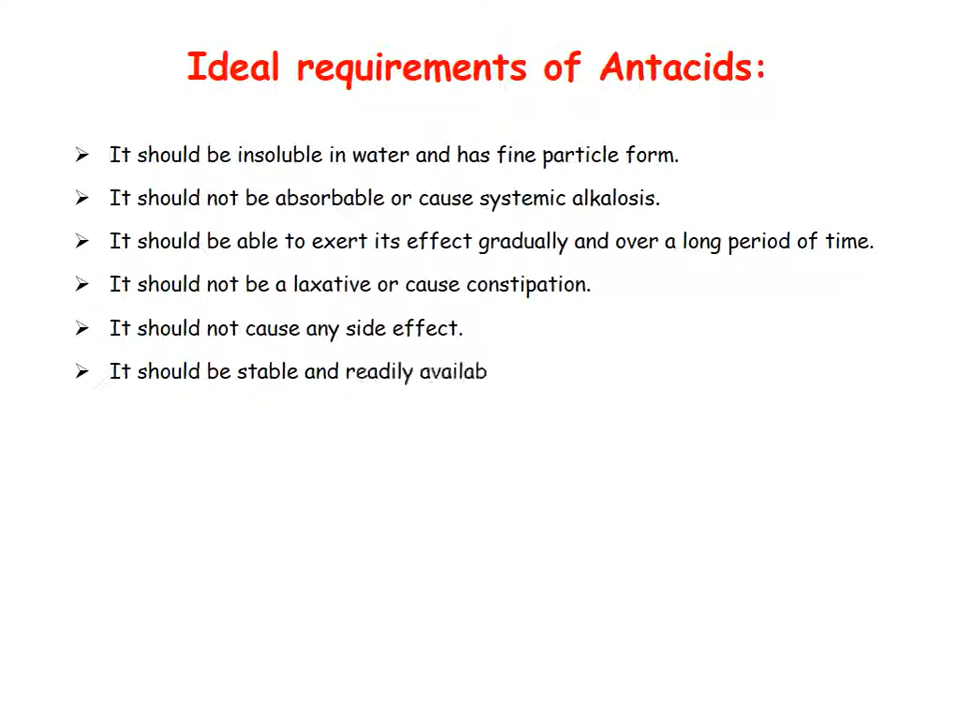 Ideal requirements of Antacids:
➢ It should be insoluble in water and has fine particle form.
➢ It should not be absorbable or cause systemic alkalosis.
➢ It should be able to exert its effect gradually and over a long period of time.
➢ It should not be a laxative or cause constipation.
➢ It should not cause any side effect.
➢ It should be stable and readily availab